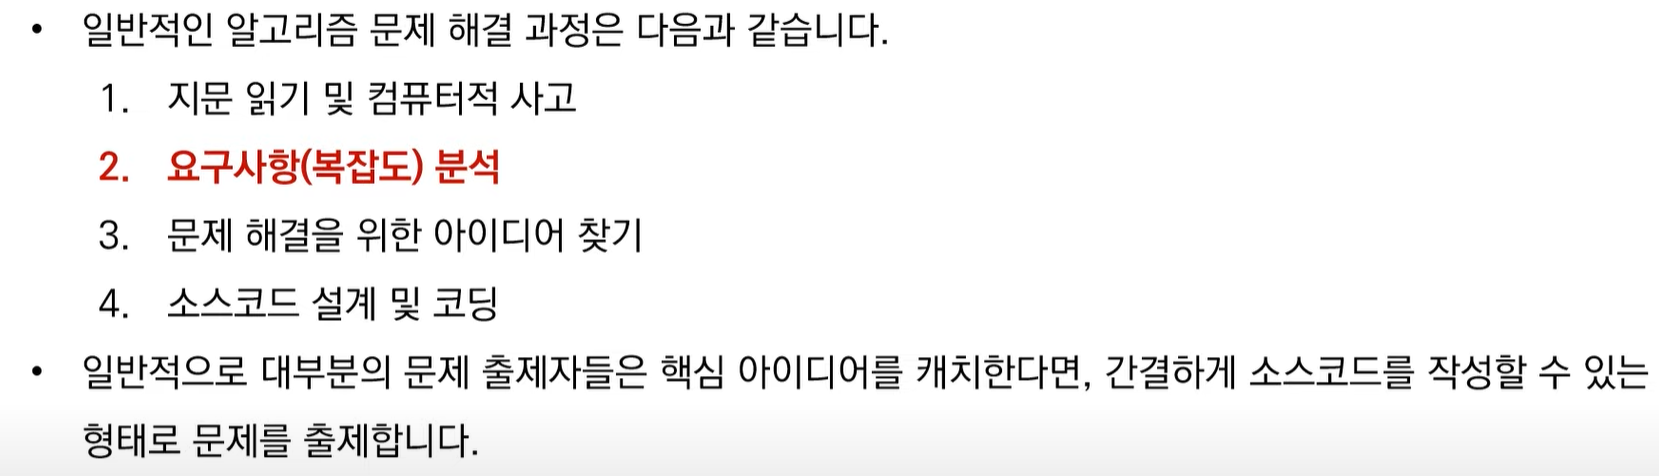 • 일반적인 알고리즘 문제 해결 과정은 다음과 같습니다.
1. 지문 읽기 및 컴퓨터적 사고
2. 요구사항(복잡도) 분석
3. 문제 해결을 위한 아이디어 찾기
4. 소스코드 설계 및 코딩
• 일반적으로 대부분의 문제 출제자들은 핵심 아이디어를 캐치한다면, 간결하게 소스코드를 작성할 수 있는
형태로 문제를 출제합니다.